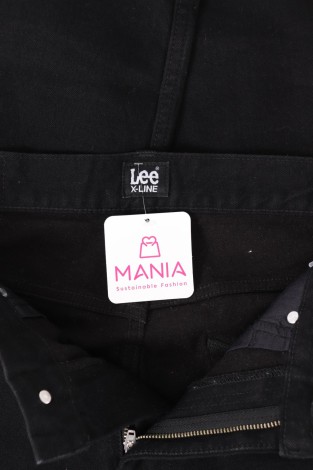 Lee®
X-LINE
MANIA
Sustainable Fashion